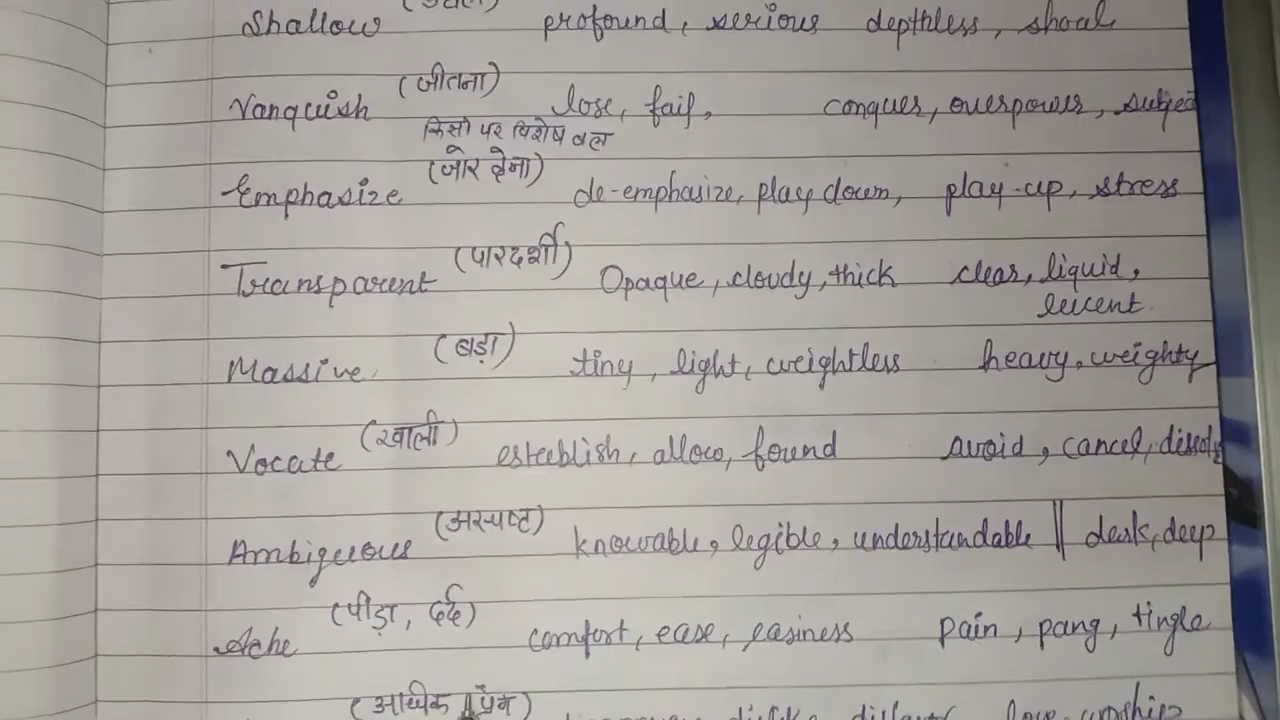 Shallow profound, serious depthless, shoal
(जीतना)
Vanquish lose, fail, conquer, overpower, subjec
किसी पर विशेष बल
(जोर देना)
Emphasize de-emphasize, play down, play-up, stress
(पारदर्शी)
Transparent Opaque, cloudy, thick clear, liquid,
lucent.
(बड़ा)
Massive tiny, light, weightless heavy, weighty
(खाली)
Vocate establish, allow, found avoid, cancel, dissolv
(अस्पष्ट)
Ambiguous knowable, legible, understandable || dark, deep
(पीड़ा, दर्द)
Ache comfort, ease, easiness pain, pang, tingle